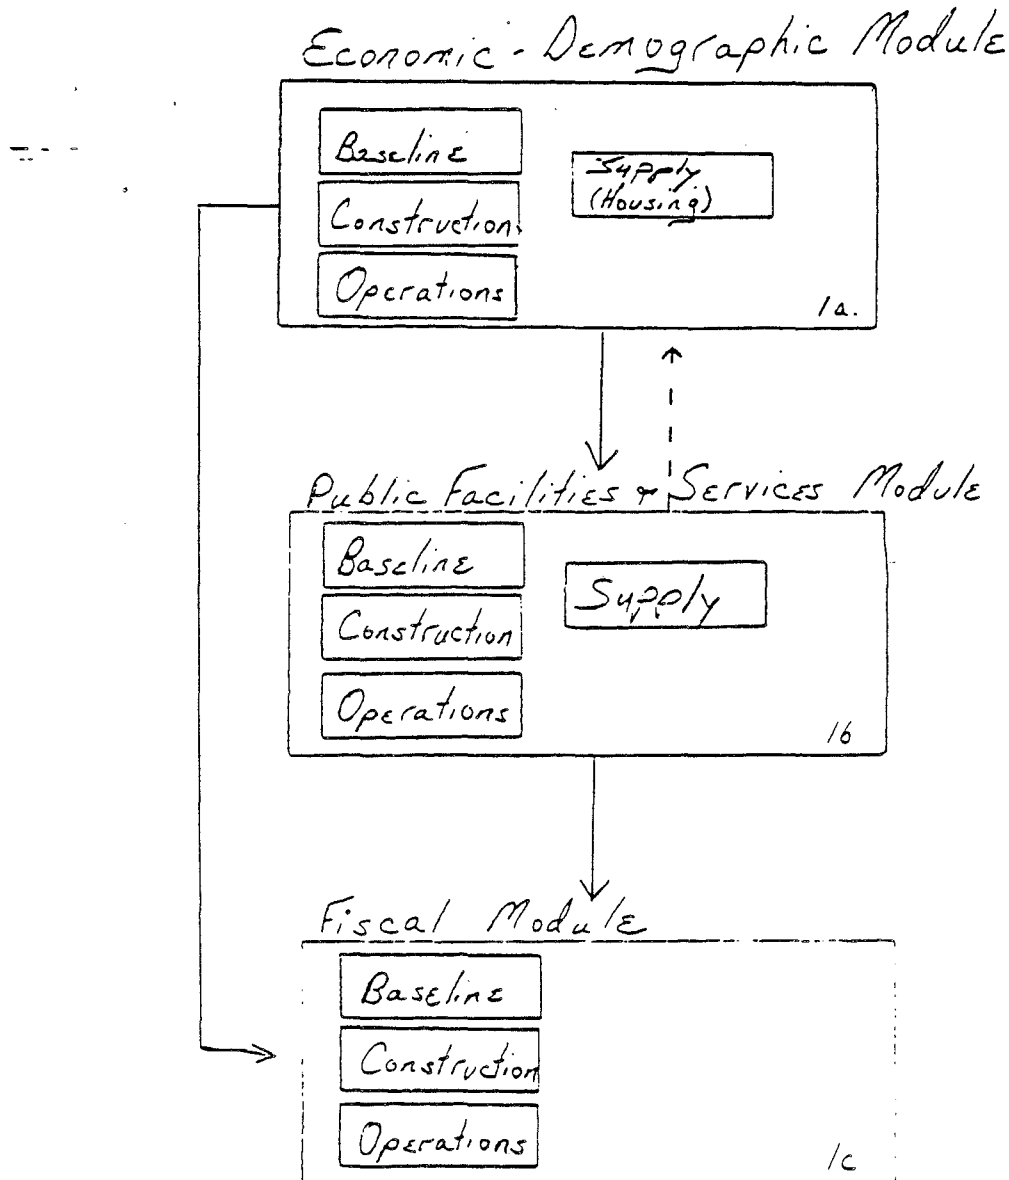 Economic - Demographic Module
Baseline
Supply
(Housing)
Construction
Operations
1a.
Public Facilities & Services Module
Baseline
Supply
Construction
Operations
1b
Fiscal Module
Baseline
Construction
Operations
1c